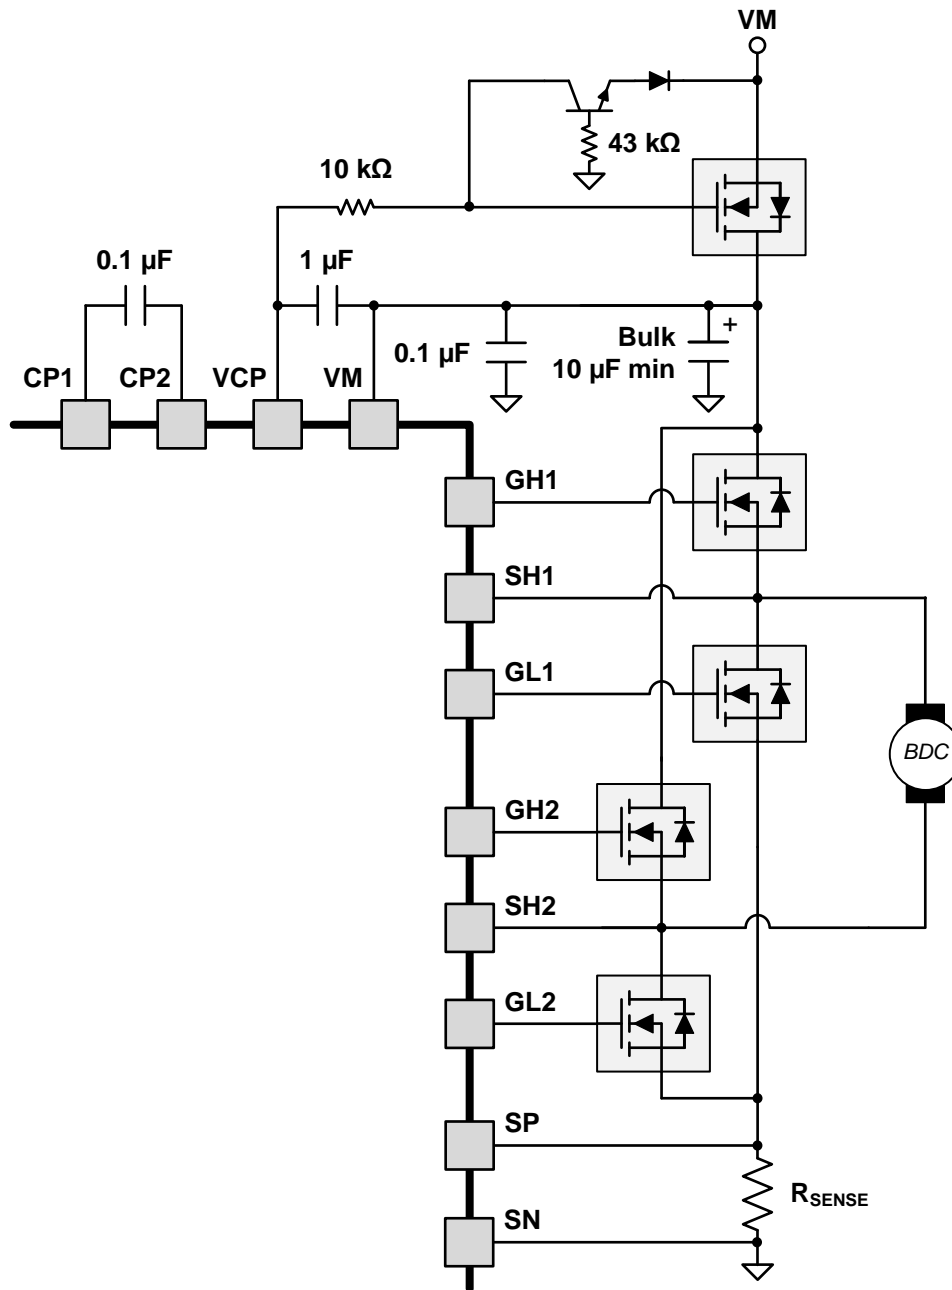 VM
43 kΩ
10 kΩ
0.1 µF
1 µF
+
Bulk
10 µF min
0.1 µF
CP1
CP2
VCP
VM
GH1
SH1
GL1
BDC
GH2
SH2
GL2
SP
RSENSE
SN